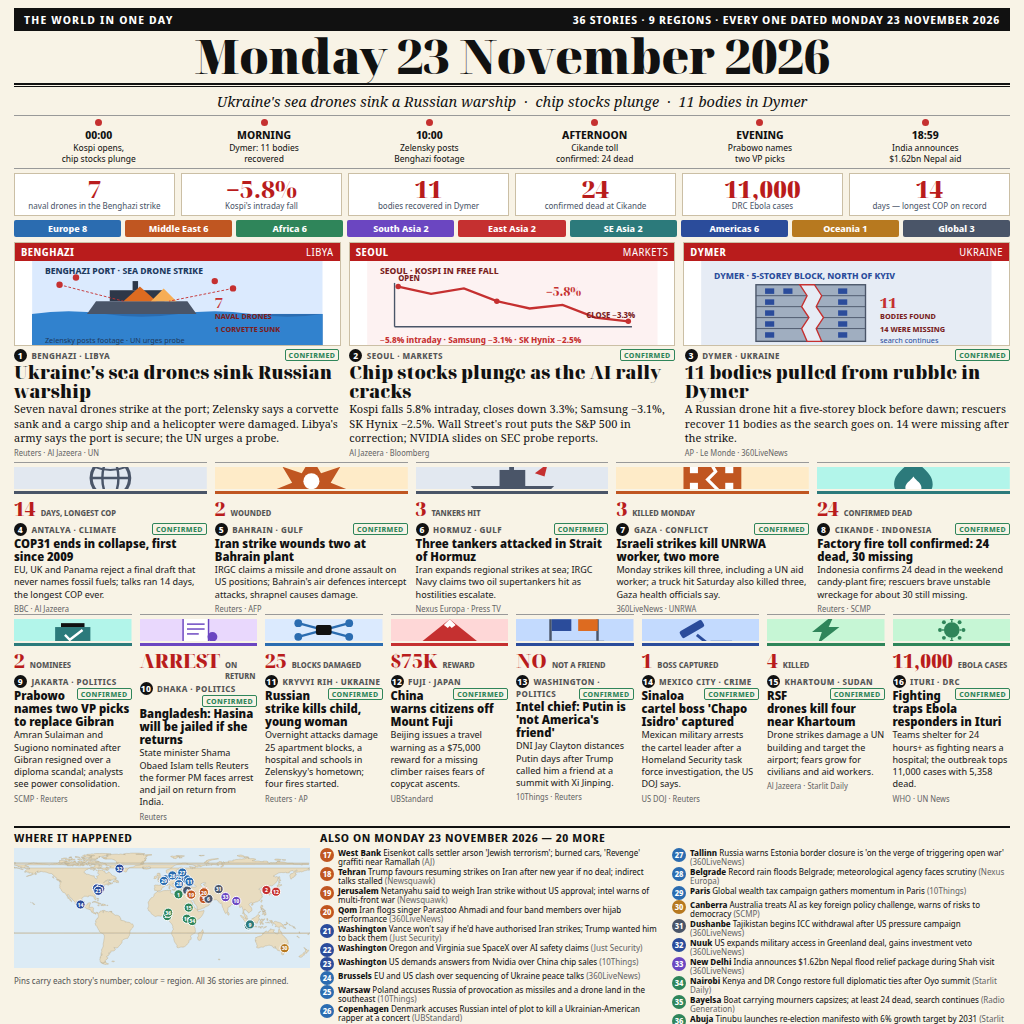 THE WORLD IN ONE DAY
36 STORIES · 9 REGIONS · EVERY ONE DATED MONDAY 23 NOVEMBER 2026
Monday 23 November 2026
Ukraine's sea drones sink a Russian warship · chip stocks plunge · 11 bodies in Dymer
00:00
Kospi opens,
chip stocks plunge
MORNING
Dymer: 11 bodies
recovered
10:00
Zelensky posts
Benghazi footage
AFTERNOON
Cikande toll
confirmed: 24 dead
EVENING
Prabowo names
two VP picks
18:59
India announces
$1.62bn Nepal aid
7
naval drones in the Benghazi strike
−5.8%
Kospi's intraday fall
11
bodies recovered in Dymer
24
confirmed dead at Cikande
11,000
DRC Ebola cases
14
days — longest COP on record
Europe 8
Middle East 6
Africa 6
South Asia 2
East Asia 2
SE Asia 2
Americas 6
Oceania 1
Global 3
BENGHAZI LIBYA
BENGHAZI PORT · SEA DRONE STRIKE
7
NAVAL DRONES
1 CORVETTE SUNK
Zelensky posts footage · UN urges probe
SEOUL MARKETS
SEOUL · KOSPI IN FREE FALL
OPEN
−5.8%
CLOSE −3.3%
−5.8% intraday · Samsung −3.1% · SK Hynix −2.5%
DYMER UKRAINE
DYMER · 5-STOREY BLOCK, NORTH OF KYIV
11
BODIES FOUND
14 WERE MISSING
search continues
1 BENGHAZI · LIBYA CONFIRMED
Ukraine's sea drones sink Russian
warship
Seven naval drones strike at the port; Zelensky says a corvette
sank and a cargo ship and a helicopter were damaged. Libya's
army says the port is secure; the UN urges a probe.
Reuters · Al Jazeera · UN
2 SEOUL · MARKETS CONFIRMED
Chip stocks plunge as the AI rally
cracks
Kospi falls 5.8% intraday, closes down 3.3%; Samsung −3.1%,
SK Hynix −2.5%. Wall Street's rout puts the S&P 500 in
correction; NVIDIA slides on SEC probe reports.
Al Jazeera · Bloomberg
3 DYMER · UKRAINE CONFIRMED
11 bodies pulled from rubble in
Dymer
A Russian drone hit a five-storey block before dawn; rescuers
recover 11 bodies as the search goes on. 14 were missing after
the strike.
AP · Le Monde · 360LiveNews
14 DAYS, LONGEST COP
4 ANTALYA · CLIMATE CONFIRMED
COP31 ends in collapse, first
since 2009
EU, UK and Panama reject a final draft that
never names fossil fuels; talks ran 14 days,
the longest COP ever.
BBC · Al Jazeera
2 WOUNDED
5 BAHRAIN · GULF CONFIRMED
Iran strike wounds two at
Bahrain plant
IRGC claims a missile and drone assault on
US positions; Bahrain's air defences intercept
attacks, shrapnel causes damage.
Reuters · AFP
3 TANKERS HIT
6 HORMUZ · GULF CONFIRMED
Three tankers attacked in Strait
of Hormuz
Iran expands regional strikes at sea; IRGC
Navy claims two oil supertankers hit as
hostilities escalate.
Nexus Europa · Press TV
3 KILLED MONDAY
7 GAZA · CONFLICT CONFIRMED
Israeli strikes kill UNRWA
worker, two more
Monday strikes kill three, including a UN aid
worker; a truck hit Saturday also killed three,
Gaza health officials say.
360LiveNews · UNRWA
24 CONFIRMED DEAD
8 CIKANDE · INDONESIA CONFIRMED
Factory fire toll confirmed: 24
dead, 30 missing
Indonesia confirms 24 dead in the weekend
candy-plant fire; rescuers brave unstable
wreckage for about 30 still missing.
Reuters · SCMP
2 NOMINEES
9 JAKARTA · POLITICS
CONFIRMED
Prabowo
names two VP picks
to replace Gibran
Amran Sulaiman and
Sugiono nominated after
Gibran resigned over a
diploma scandal; analysts
see power consolidation.
SCMP · Reuters
ARREST ON
RETURN
10 DHAKA · POLITICS
CONFIRMED
Bangladesh: Hasina
will be jailed if she
returns
State minister Shama
Obaed Islam tells Reuters
the former PM faces arrest
and jail on return from
India.
Reuters
25 BLOCKS DAMAGED
11 KRYVYI RIH · UKRAINE
CONFIRMED
Russian
strike kills child,
young woman
Overnight attacks damage
25 apartment blocks, a
hospital and schools in
Zelenskyy's hometown;
four fires started.
Reuters · AP
$75K REWARD
12 FUJI · JAPAN
CONFIRMED
China
warns citizens off
Mount Fuji
Beijing issues a travel
warning as a $75,000
reward for a missing
climber raises fears of
copycat ascents.
UBStandard
NO NOT A FRIEND
13 WASHINGTON ·
POLITICS CONFIRMED
Intel chief: Putin is
'not America's
friend'
DNI Jay Clayton distances
Putin days after Trump
called him a friend at a
summit with Xi Jinping.
10Things · Reuters
1 BOSS CAPTURED
14 MEXICO CITY · CRIME
CONFIRMED
Sinaloa
cartel boss 'Chapo
Isidro' captured
Mexican military arrests
the cartel leader after a
Homeland Security task
force investigation, the US
DOJ says.
US DOJ · Reuters
4 KILLED
15 KHARTOUM · SUDAN
CONFIRMED
RSF
drones kill four
near Khartoum
Drone strikes damage a UN
building and target the
airport; fears grow for
civilians and aid workers.
Al Jazeera · Starlit Daily
11,000 EBOLA CASES
16 ITURI · DRC
CONFIRMED
Fighting
traps Ebola
responders in Ituri
Teams shelter for 24
hours+ as fighting nears a
hospital; the outbreak tops
11,000 cases with 5,358
dead.
WHO · UN News
WHERE IT HAPPENED
Pins carry each story's number; colour = region. All 36 stories are pinned.
ALSO ON MONDAY 23 NOVEMBER 2026 — 20 MORE
17 West Bank Eisenkot calls settler arson 'Jewish terrorism'; burned cars, 'Revenge'
graffiti near Ramallah (AJ)
18 Tehran Trump favours resuming strikes on Iran after new year if no deal; indirect
talks stalled (Newsquawk)
19 Jerusalem Netanyahu said to weigh Iran strike without US approval; intel warns of
multi-front war (Newsquawk)
20 Qom Iran flogs singer Parastoo Ahmadi and four band members over hijab
performance (360LiveNews)
21 Washington Vance won't say if he'd have authorised Iran strikes; Trump wanted him
to back them (Just Security)
22 Washington Oregon and Virginia sue SpaceX over AI safety claims (Just Security)
23 Washington US demands answers from Nvidia over China chip sales (10Things)
24 Brussels EU and US clash over sequencing of Ukraine peace talks (360LiveNews)
25 Warsaw Poland accuses Russia of provocation as missiles and a drone land in the
southeast (10Things)
26 Copenhagen Denmark accuses Russian intel of plot to kill a Ukrainian-American
rapper at a concert (UBStandard)
27 Tallinn Russia warns Estonia border closure is 'on the verge of triggering open war'
(360LiveNews)
28 Belgrade Record rain floods Belgrade; meteorological agency faces scrutiny (Nexus
Europa)
29 Paris Global wealth tax campaign gathers momentum in Paris (10Things)
30 Canberra Australia treats AI as key foreign policy challenge, warns of risks to
democracy (SCMP)
31 Dushanbe Tajikistan begins ICC withdrawal after US pressure campaign
(360LiveNews)
32 Nuuk US expands military access in Greenland deal, gains investment veto
(360LiveNews)
33 New Delhi India announces $1.62bn Nepal flood relief package during Shah visit
(360LiveNews)
34 Nairobi Kenya and DR Congo restore full diplomatic ties after Oyo summit (Starlit
Daily)
35 Bayelsa Boat carrying mourners capsizes; at least 24 dead, search continues (Radio
Georgina)
36 Abuja Tinubu launches re-election manifesto with 6% growth target by 2031 (Starlit